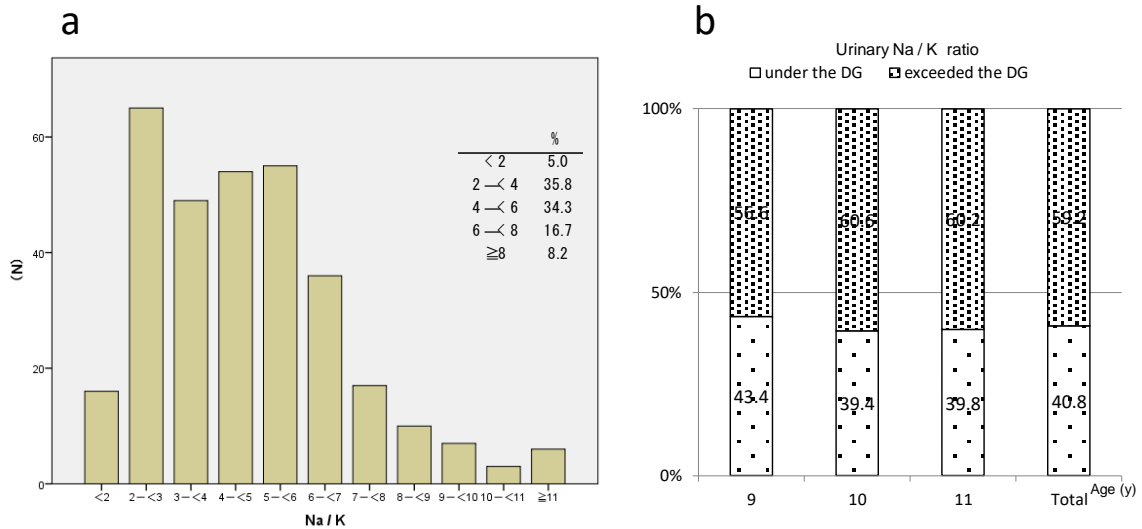 a
60
40
20
0
(N)
%
< 2 5.0
2 —< 4 35.8
4 —< 6 34.3
6 —< 8 16.7
≧8 8.2
<2 2—<3 3—<4 4—<5 5—<6 6—<7 7—<8 8—<9 9—<10 10—<11 ≧11
Na / K
b
Urinary Na / K ratio
under the DG exceeded the DG
100%
50%
0%
56.6 60.6 60.2 59.2
43.4 39.4 39.8 40.8
9 10 11 Total Age (y)